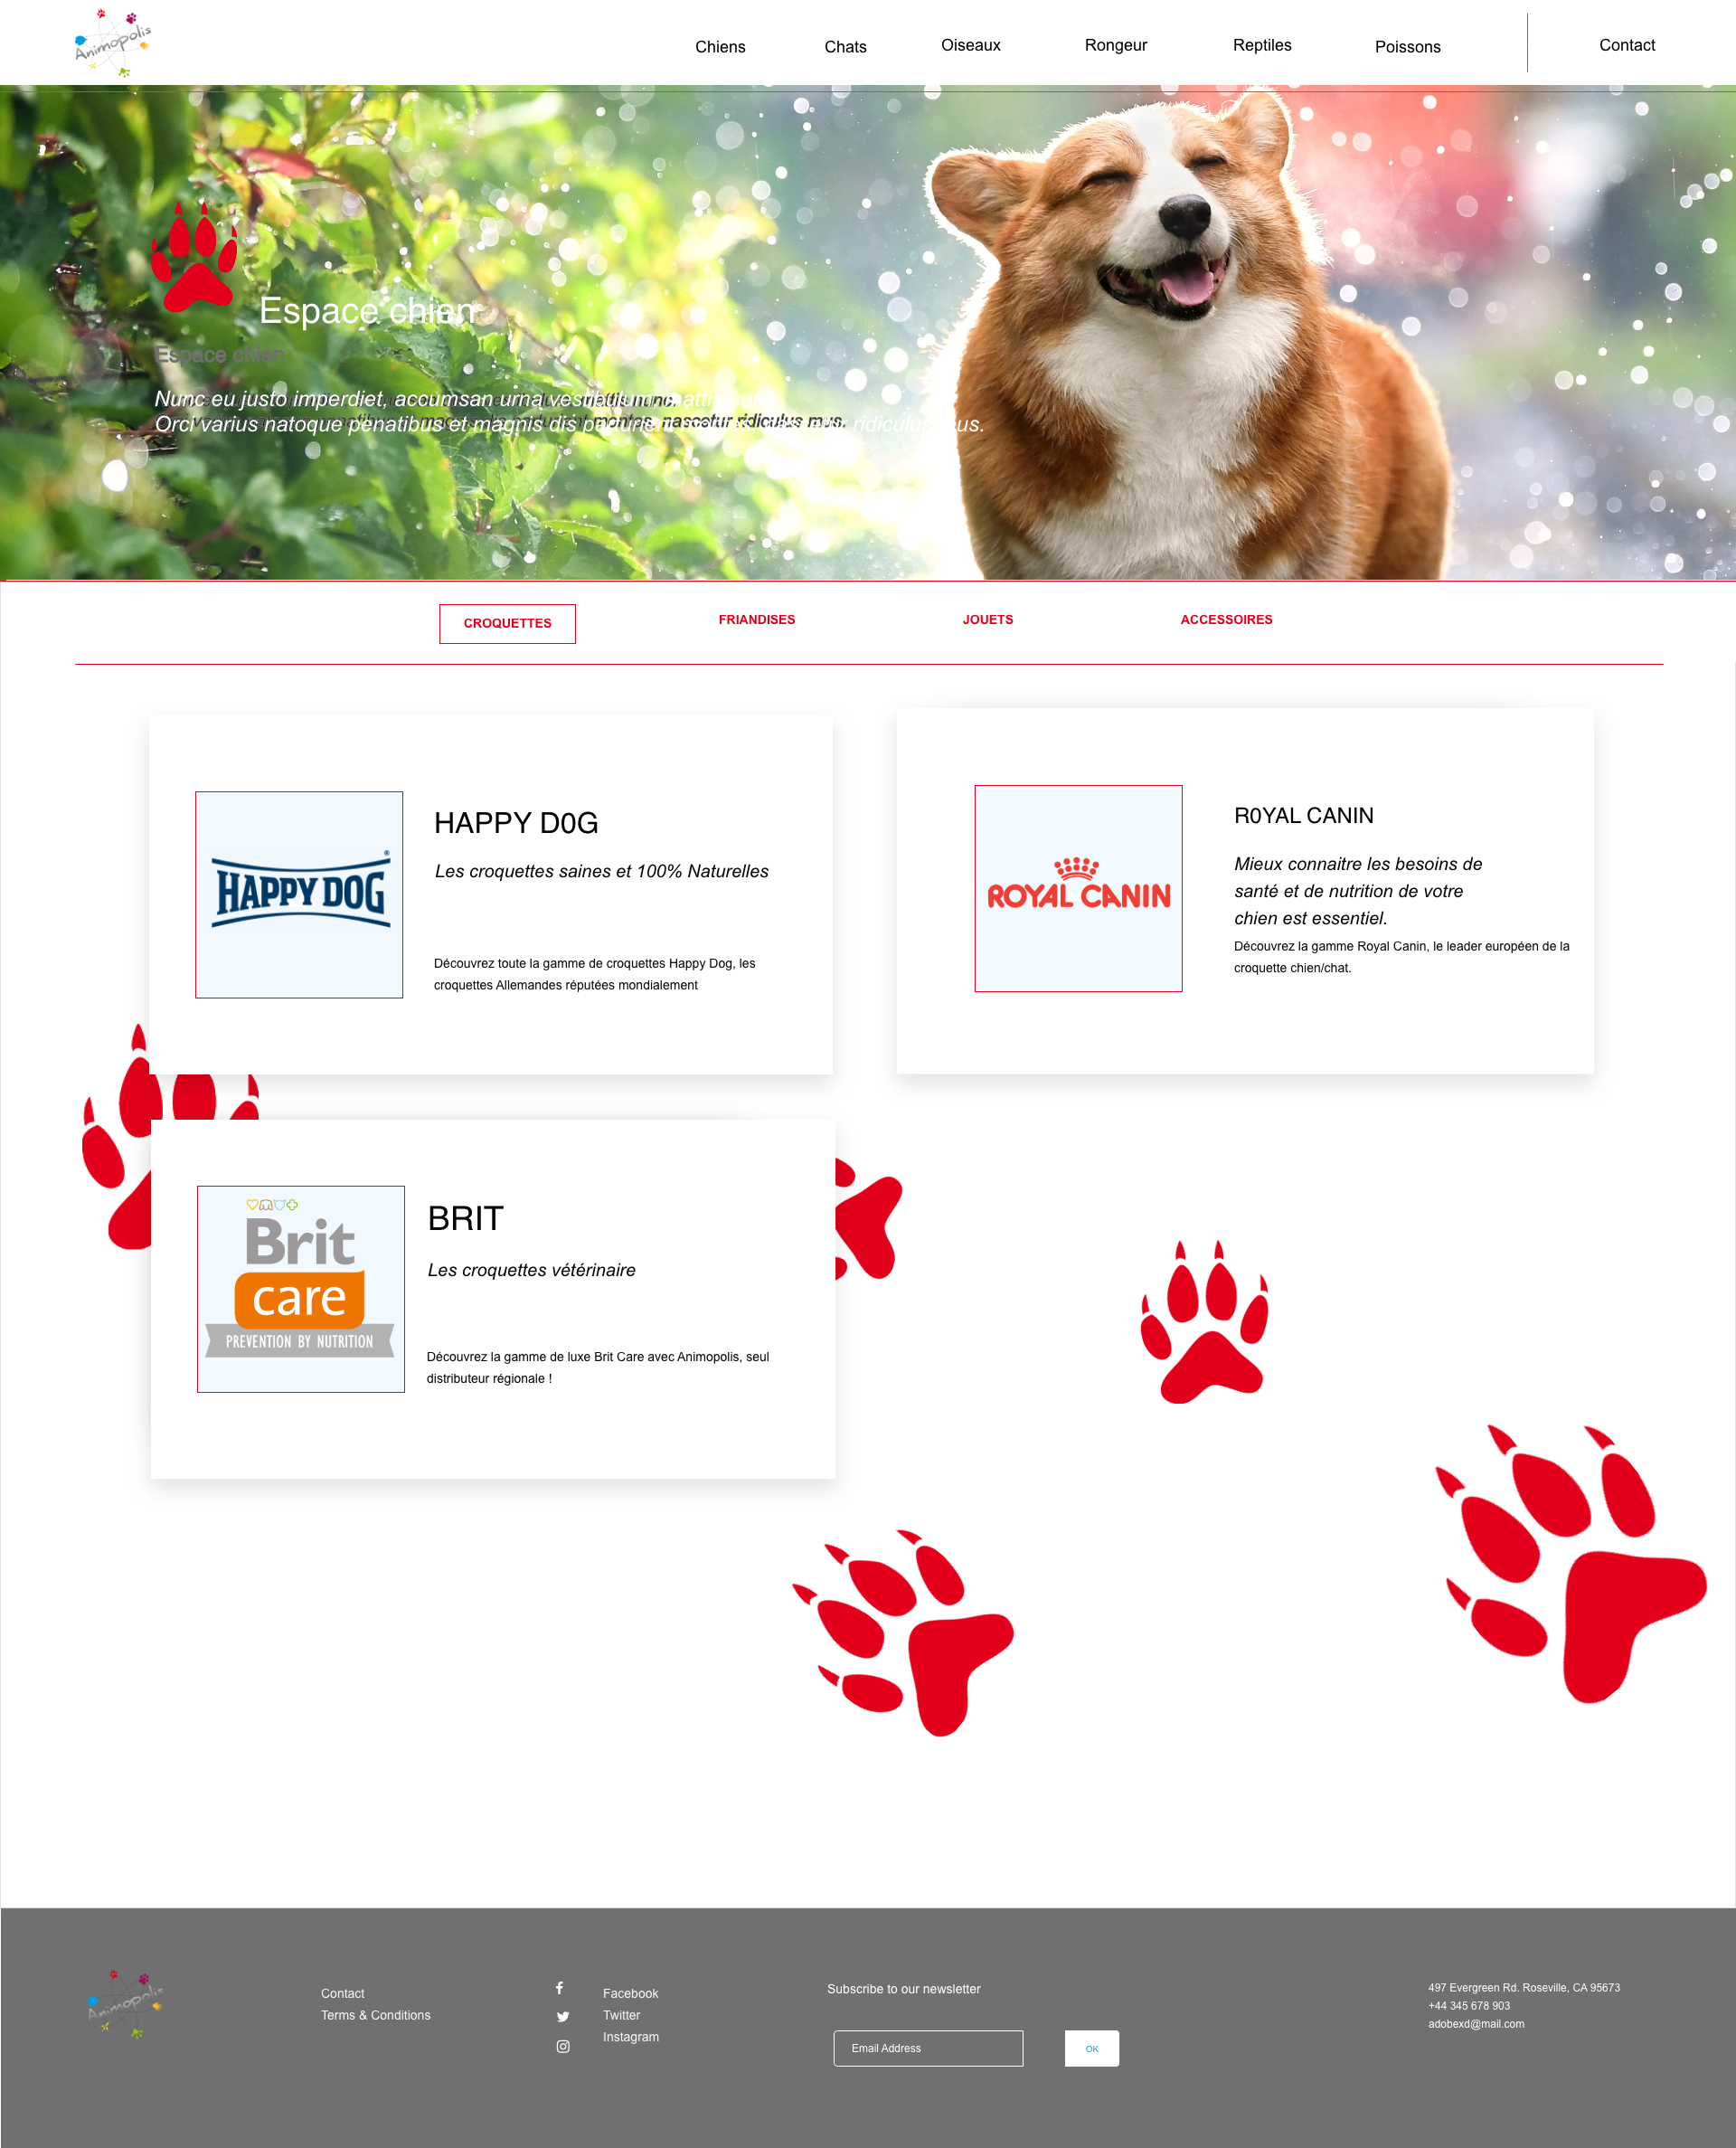 Animopolis
Chiens
Chats
Oiseaux
Rongeur
Reptiles
Poissons
Contact
Espace chien
Espace chien
Nunc eu justo imperdiet, accumsan urna vestibulum, mattis nunc.
Orci varius natoque penatibus et magnis dis parturient montes, nascetur ridiculus mus.
montes, nascetur ridiculus mus.
CROQUETTES
FRIANDISES
JOUETS
ACCESSOIRES
HAPPY DOG®
HAPPY D0G
Les croquettes saines et 100% Naturelles
Découvrez toute la gamme de croquettes Happy Dog, les
croquettes Allemandes réputées mondialement
ROYAL CANIN
R0YAL CANIN
Mieux connaitre les besoins de
santé et de nutrition de votre
chien est essentiel.
Découvrez la gamme Royal Canin, le leader européen de la
croquette chien/chat.
Brit
care
PREVENTION BY NUTRITION
BRIT
Les croquettes vétérinaire
Découvrez la gamme de luxe Brit Care avec Animopolis, seul
distributeur régionale !
Animopolis
Contact
Terms & Conditions
Facebook
Twitter
Instagram
Subscribe to our newsletter
Email Address
OK
497 Evergreen Rd. Roseville, CA 95673
+44 345 678 903
adobexd@mail.com